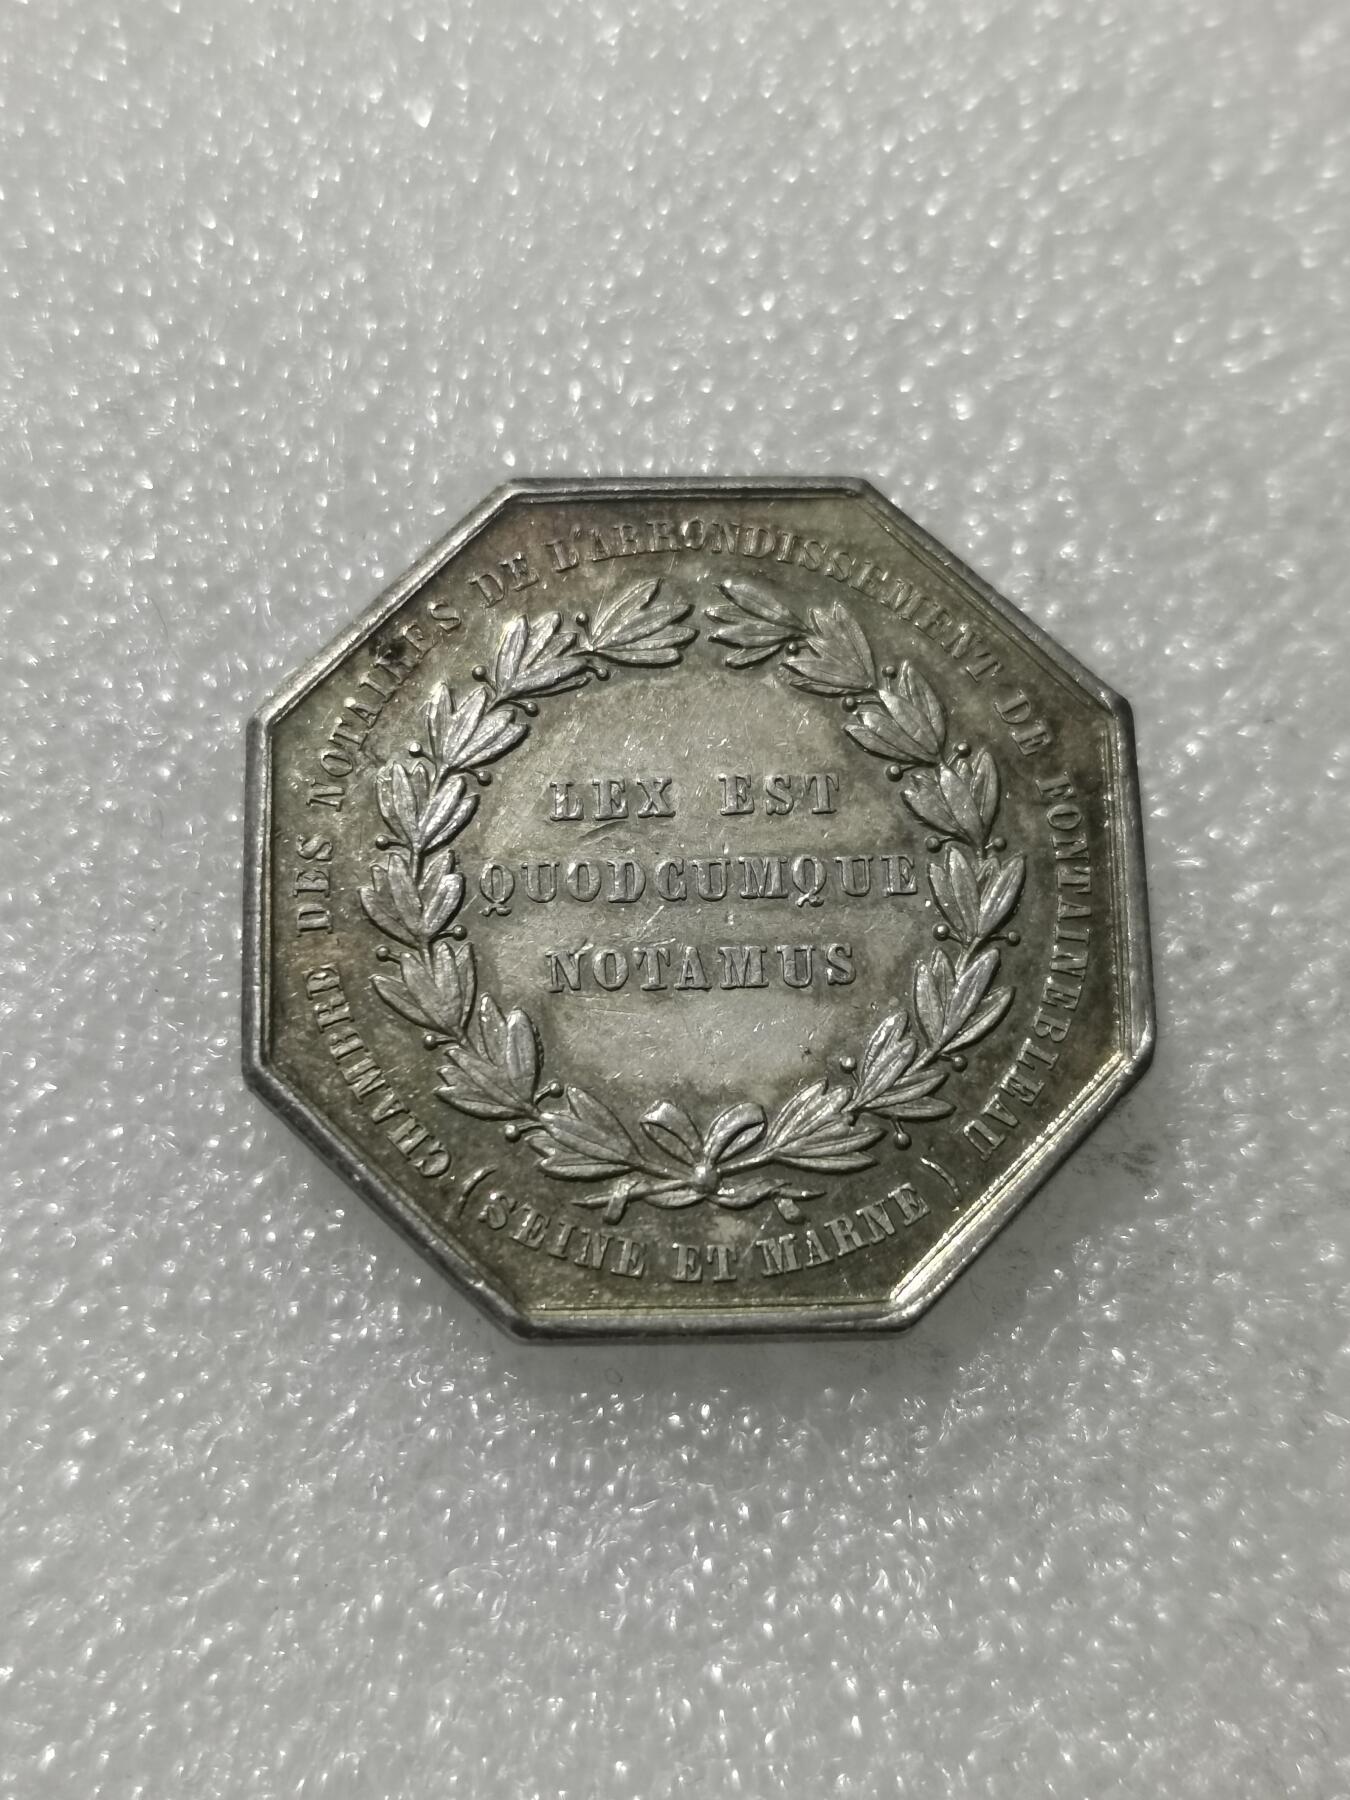 CHAMBRE DES NOTAIRES DE L'ARRONDISSEMENT DE FONTAINEBLEAU
(SEINE ET MARNE)
LEX EST
QUODCUMQUE
NOTAMUS